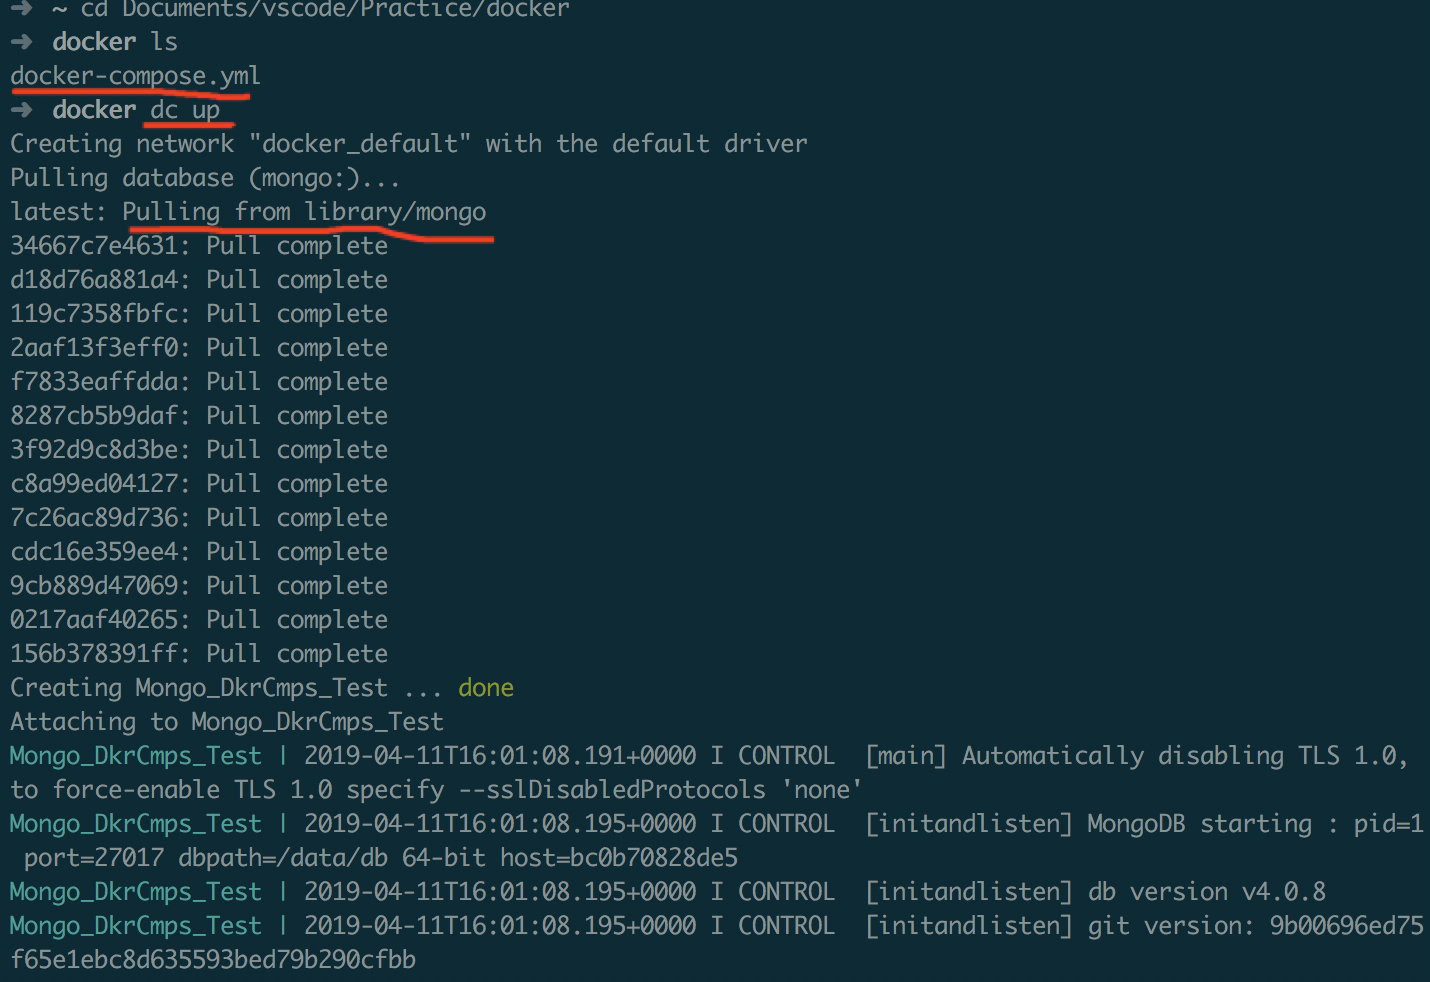 ➜ ~ cd Documents/vscode/Practice/docker
➜ docker ls
docker-compose.yml
➜ docker dc up
Creating network "docker_default" with the default driver
Pulling database (mongo:)...
latest: Pulling from library/mongo
34667c7e4631: Pull complete
d18d76a881a4: Pull complete
119c7358fbfc: Pull complete
2aaf13f3eff0: Pull complete
f7833eaffdda: Pull complete
8287cb5b9daf: Pull complete
3f92d9c8d3be: Pull complete
c8a99ed04127: Pull complete
7c26ac89d736: Pull complete
cdc16e359ee4: Pull complete
9cb889d47069: Pull complete
0217aaf40265: Pull complete
156b378391ff: Pull complete
Creating Mongo_DkrCmps_Test ... done
Attaching to Mongo_DkrCmps_Test
Mongo_DkrCmps_Test | 2019-04-11T16:01:08.191+0000 I CONTROL [main] Automatically disabling TLS 1.0,
to force-enable TLS 1.0 specify --sslDisabledProtocols 'none'
Mongo_DkrCmps_Test | 2019-04-11T16:01:08.195+0000 I CONTROL [initandlisten] MongoDB starting : pid=1
port=27017 dbpath=/data/db 64-bit host=bc0b70828de5
Mongo_DkrCmps_Test | 2019-04-11T16:01:08.195+0000 I CONTROL [initandlisten] db version v4.0.8
Mongo_DkrCmps_Test | 2019-04-11T16:01:08.195+0000 I CONTROL [initandlisten] git version: 9b00696ed75
f65e1ebc8d635593bed79b290cfbb